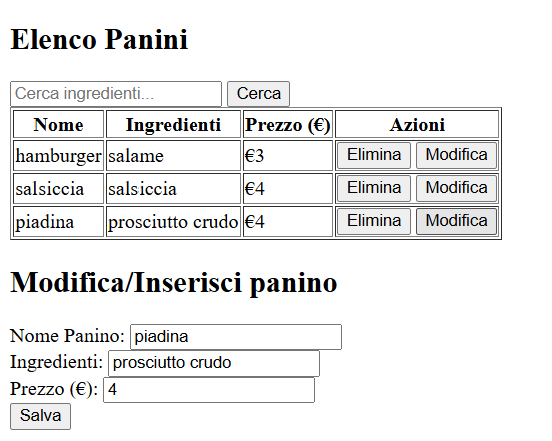 Elenco Panini
Cerca ingredienti... Cerca
Nome Ingredienti Prezzo (€) Azioni
hamburger salame €3 Elimina Modifica
salsiccia salsiccia €4 Elimina Modifica
piadina prosciutto crudo €4 Elimina Modifica
Modifica/Inserisci panino
Nome Panino: piadina
Ingredienti: prosciutto crudo
Prezzo (€): 4
Salva